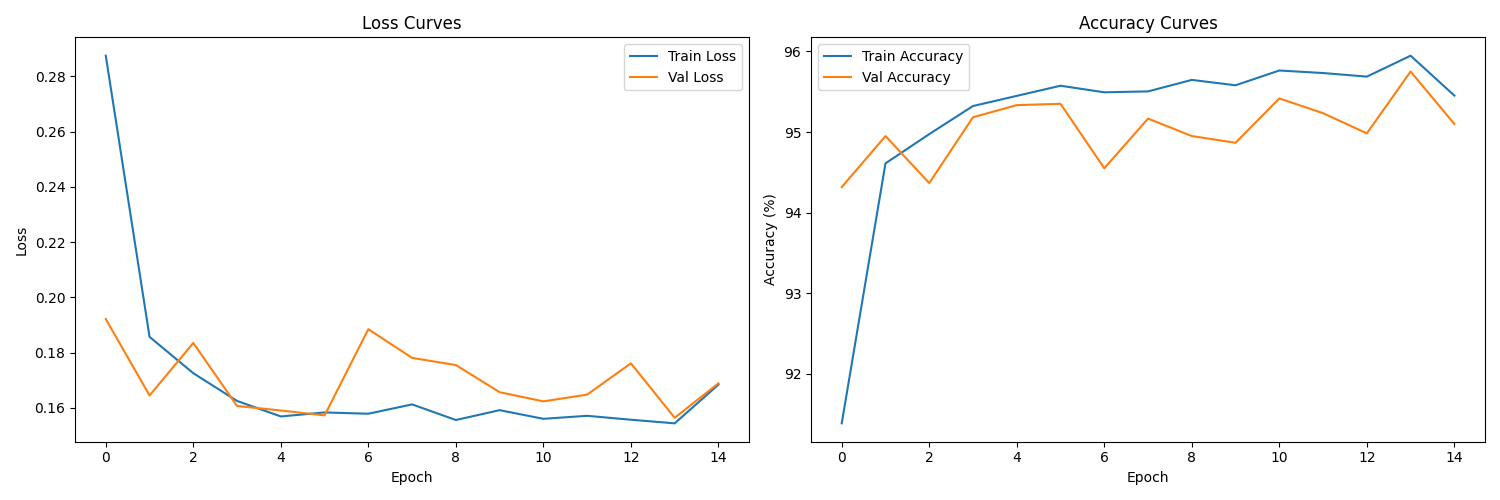 Loss Curves
Train Loss
Val Loss
0.28
0.26
0.24
0.22
0.20
0.18
0.16
Loss
0 2 4 6 8 10 12 14
Epoch
Accuracy Curves
Train Accuracy
Val Accuracy
96
95
94
93
92
Accuracy (%)
0 2 4 6 8 10 12 14
Epoch